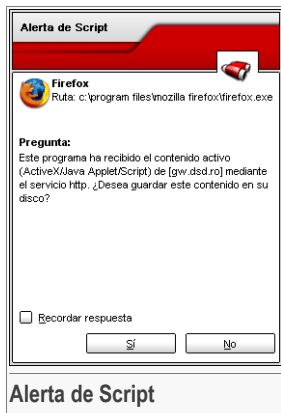 Alerta de Script
Firefox
Ruta: c:\program files\mozilla firefox\firefox.exe
Pregunta:
Este programa ha recibido el contenido activo
(ActiveX/Java Applet/Script) de [gw.dsd.ro] mediante
el servicio http. ¿Desea guardar este contenido en su
disco?
Recordar respuesta
Sí
No
Alerta de Script